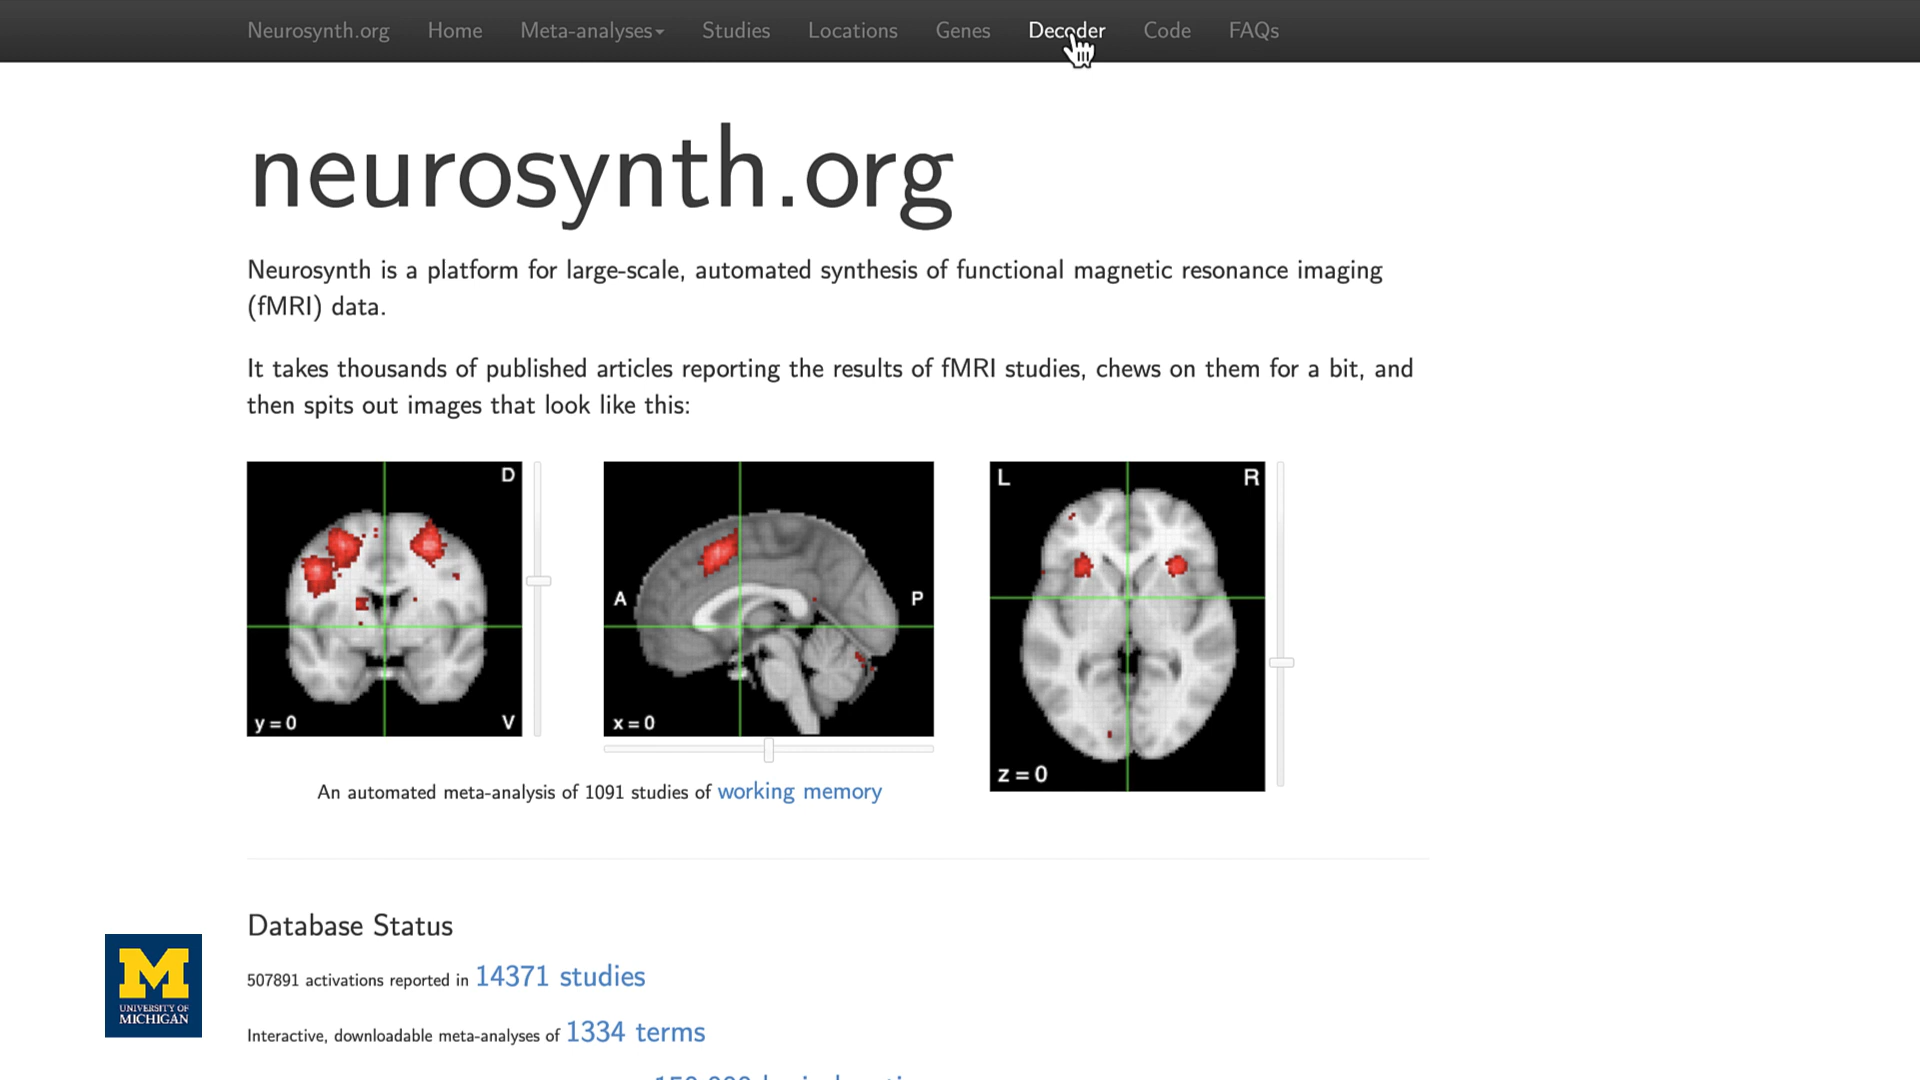 Neurosynth.org Home Meta-analyses Studies Locations Genes Decoder Code FAQs
neurosynth.org
Neurosynth is a platform for large-scale, automated synthesis of functional magnetic resonance imaging
(fMRI) data.
It takes thousands of published articles reporting the results of fMRI studies, chews on them for a bit, and
then spits out images that look like this:
D
y = 0 V
A P
x = 0
L R
z = 0
An automated meta-analysis of 1091 studies of working memory
Database Status
507891 activations reported in 14371 studies
Interactive, downloadable meta-analyses of 1334 terms
M
UNIVERSITY OF
MICHIGAN